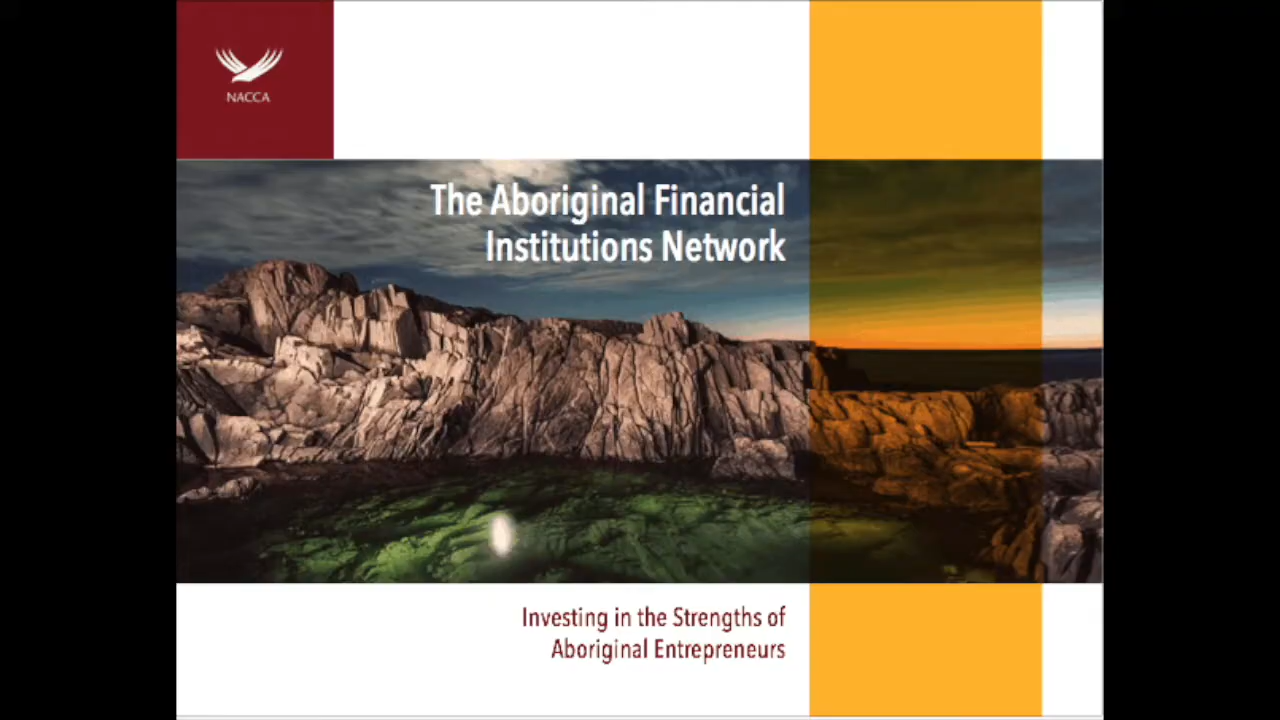 NACCA
The Aboriginal Financial
Institutions Network
Investing in the Strengths of
Aboriginal Entrepreneurs